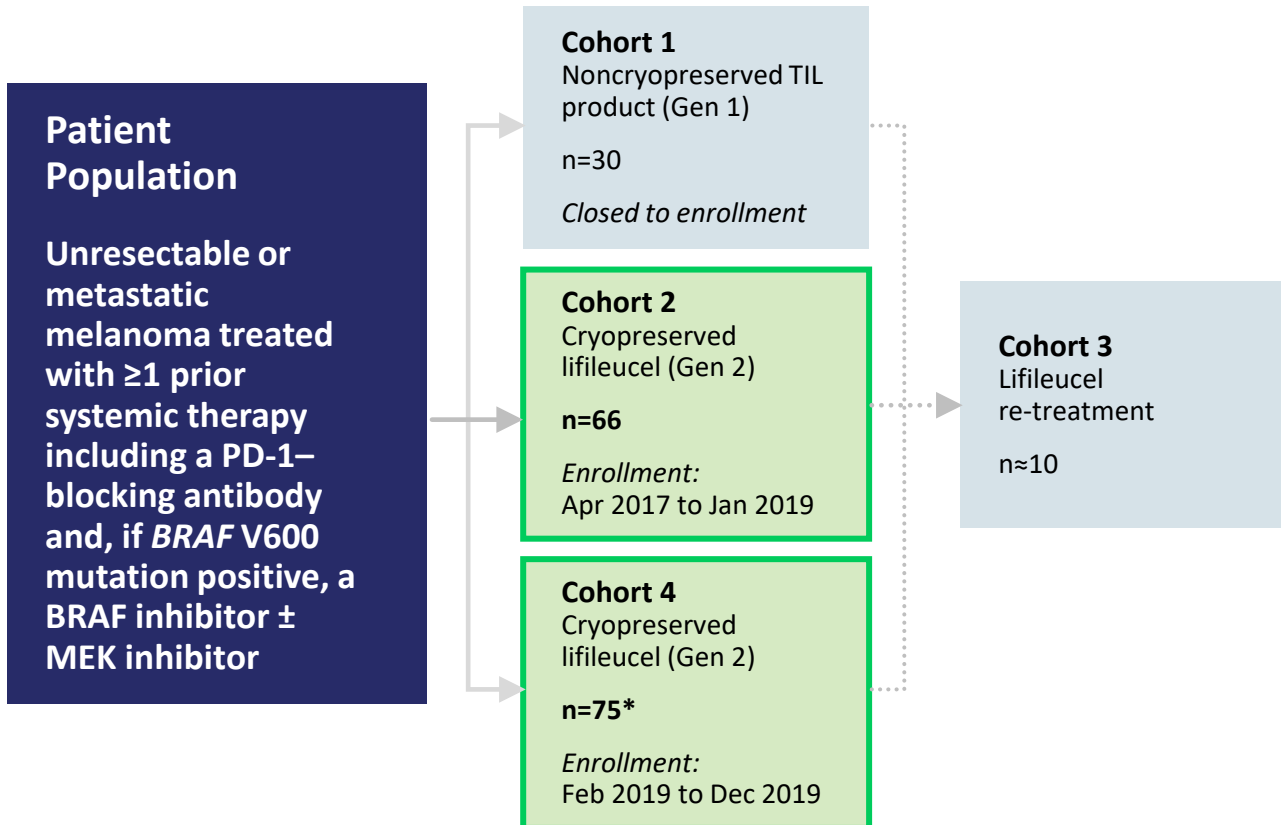 Patient
Population
Unresectable or
metastatic
melanoma treated
with ≥1 prior
systemic therapy
including a PD-1–
blocking antibody
and, if BRAF V600
mutation positive, a
BRAF inhibitor ±
MEK inhibitor
Cohort 1
Noncryopreserved TIL
product (Gen 1)
n=30
Closed to enrollment
Cohort 2
Cryopreserved
lifileucel (Gen 2)
n=66
Enrollment:
Apr 2017 to Jan 2019
Cohort 4
Cryopreserved
lifileucel (Gen 2)
n=75*
Enrollment:
Feb 2019 to Dec 2019
Cohort 3
Lifileucel
re-treatment
n≈10